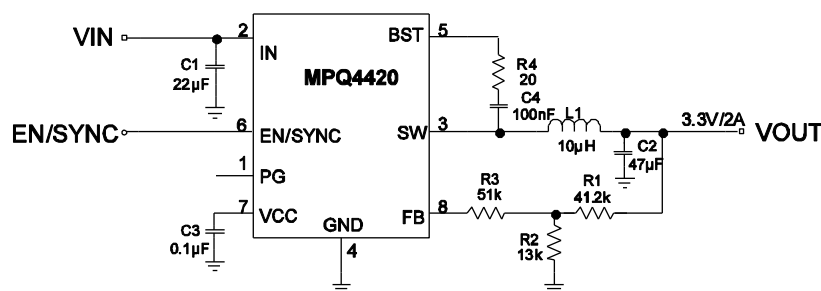 VIN
2
IN
C1
22µF
MPQ4420
BST
5
R4
20
C4
100nF
EN/SYNC
6
EN/SYNC
SW
3
L1
10µH
3.3V/2A
VOUT
C2
47µF
1
PG
7
VCC
C3
0.1µF
GND
4
FB
8
R3
51k
R1
41.2k
R2
13k